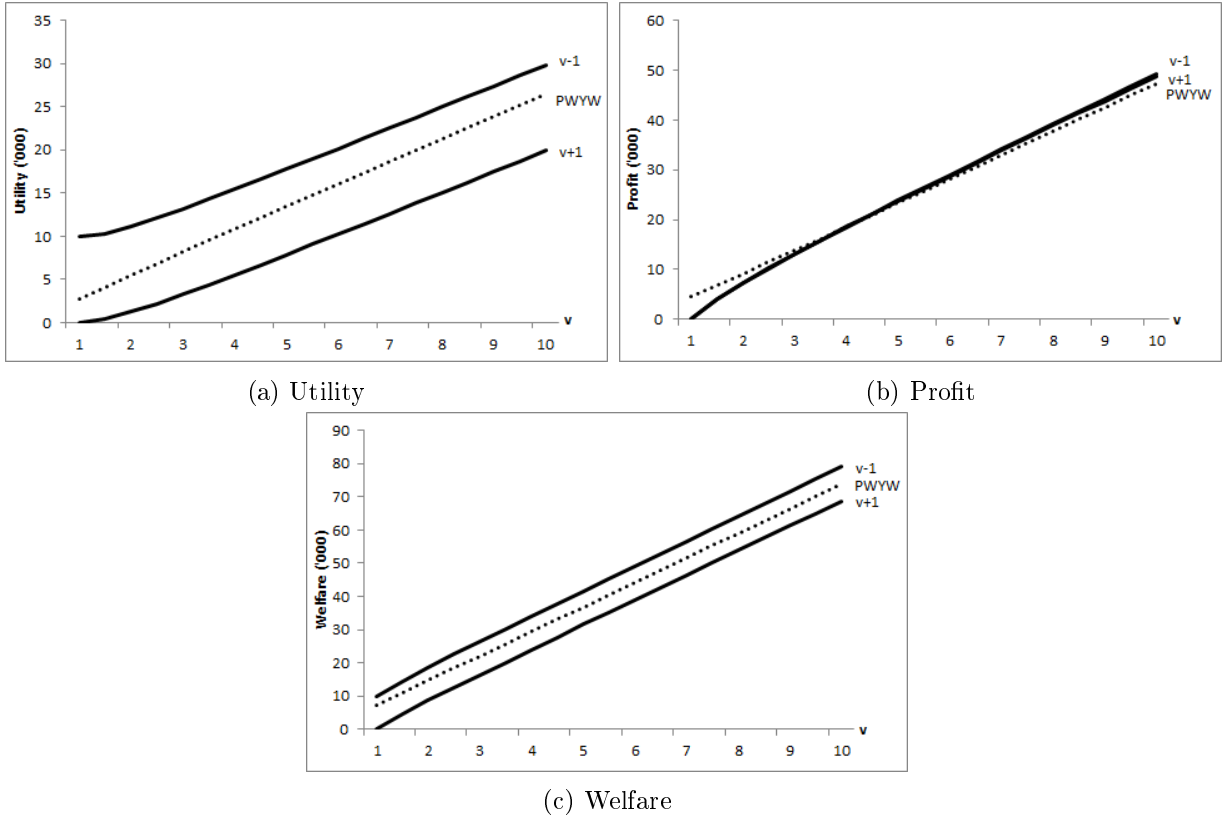 35
30
25
20
15
10
5
0
Utility ('000)
v-1
PWYW
v+1
v
1 2 3 4 5 6 7 8 9 10
(a) Utility
60
50
40
30
20
10
0
Profit ('000)
v-1
v+1
PWYW
v
1 2 3 4 5 6 7 8 9 10
(b) Profit
90
80
70
60
50
40
30
20
10
0
Welfare ('000)
v-1
PWYW
v+1
v
1 2 3 4 5 6 7 8 9 10
(c) Welfare